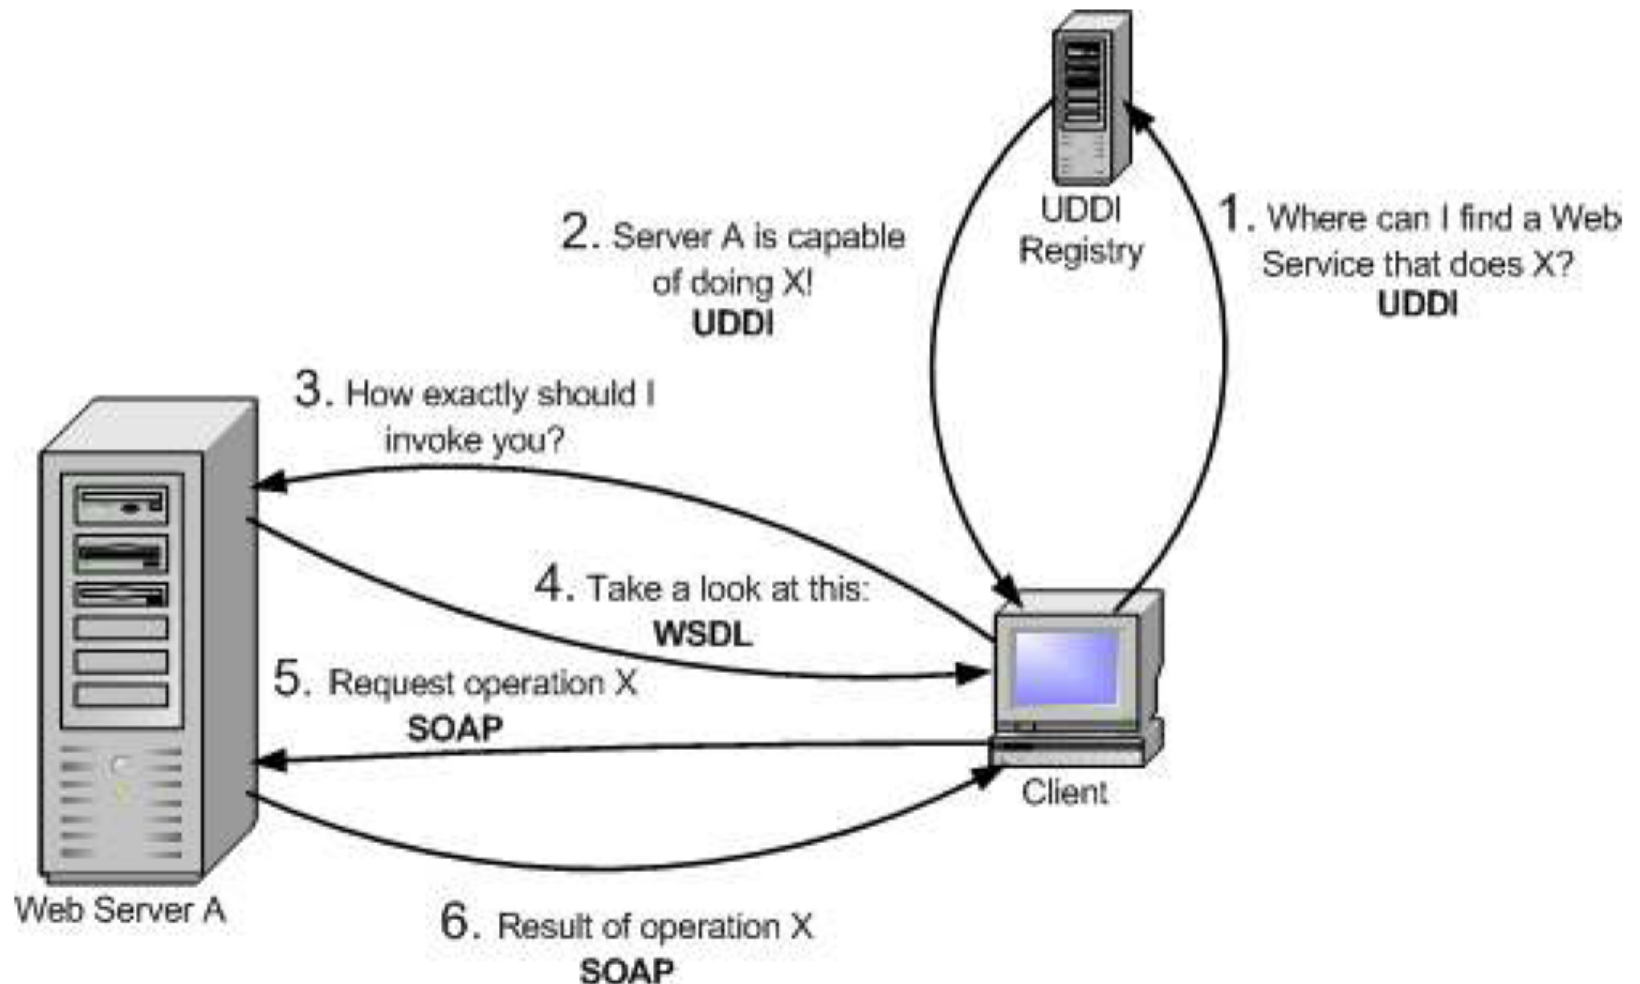 UDDI
Registry
1. Where can I find a Web
Service that does X?
UDDI
2. Server A is capable
of doing X!
UDDI
3. How exactly should I
invoke you?
4. Take a look at this:
WSDL
5. Request operation X
SOAP
Client
Web Server A
6. Result of operation X
SOAP